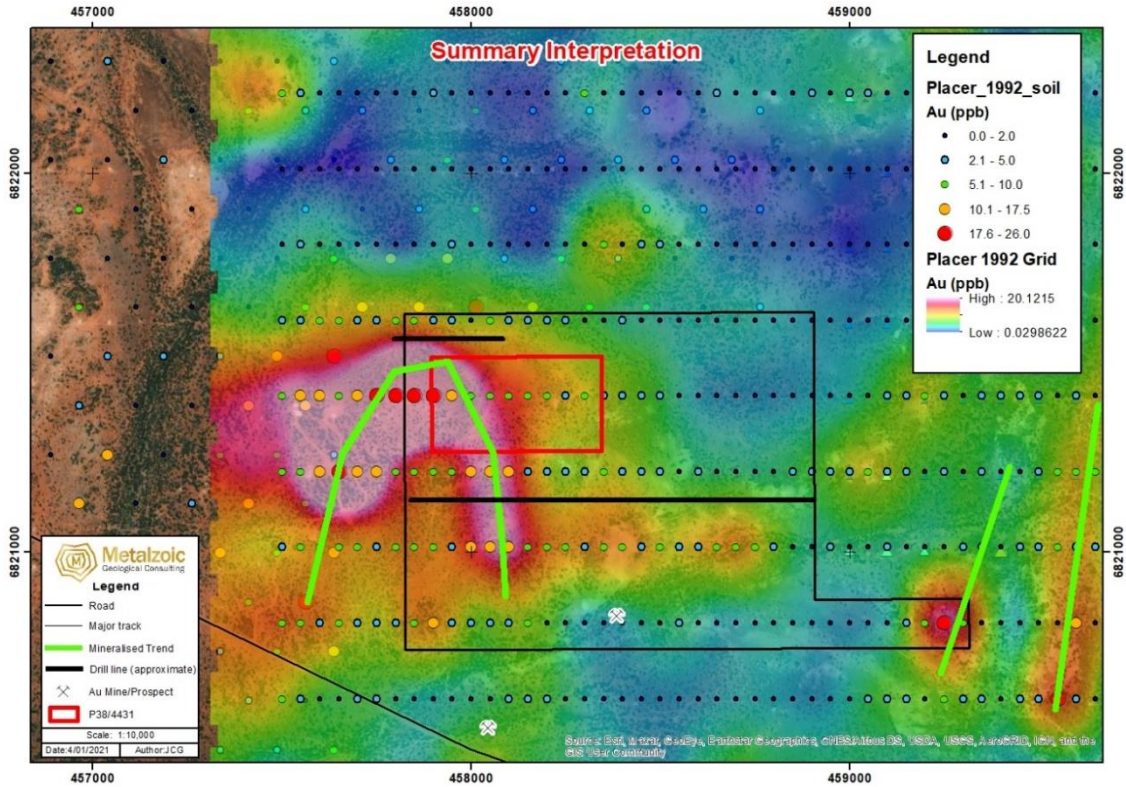 457000 458000 459000
Summary Interpretation
Legend
Placer_1992_soil
Au (ppb)
0.0 - 2.0
2.1 - 5.0
5.1 - 10.0
10.1 - 17.5
17.6 - 26.0
Placer 1992 Grid
Au (ppb)
High : 20.1215
Low : 0.0298622
6822000 6822000
6821000 6821000
Metalzoic
Geological Consulting
Legend
Road
Major track
Mineralised Trend
Drill line (approximate)
Au Mine/Prospect
P38/4431
Scale: 1:10,000
Date:4/01/2021 Author:JCG
Source: Esri, Maxar, GeoEye, Earthstar Geographics, CNES/Airbus DS, USDA, USGS, AeroGRID, IGN, and the
GIS User Community
457000 458000 459000